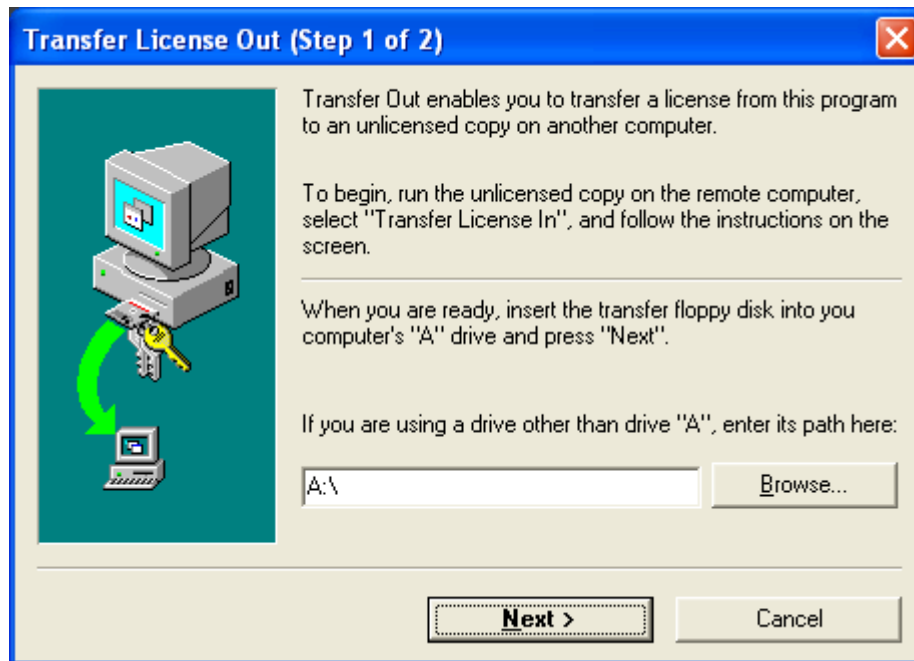 Transfer License Out (Step 1 of 2)
Transfer Out enables you to transfer a license from this program
to an unlicensed copy on another computer.
To begin, run the unlicensed copy on the remote computer,
select "Transfer License In", and follow the instructions on the
screen.
When you are ready, insert the transfer floppy disk into you
computer's "A" drive and press "Next".
If you are using a drive other than drive "A", enter its path here:
A:\
Browse...
Next >
Cancel